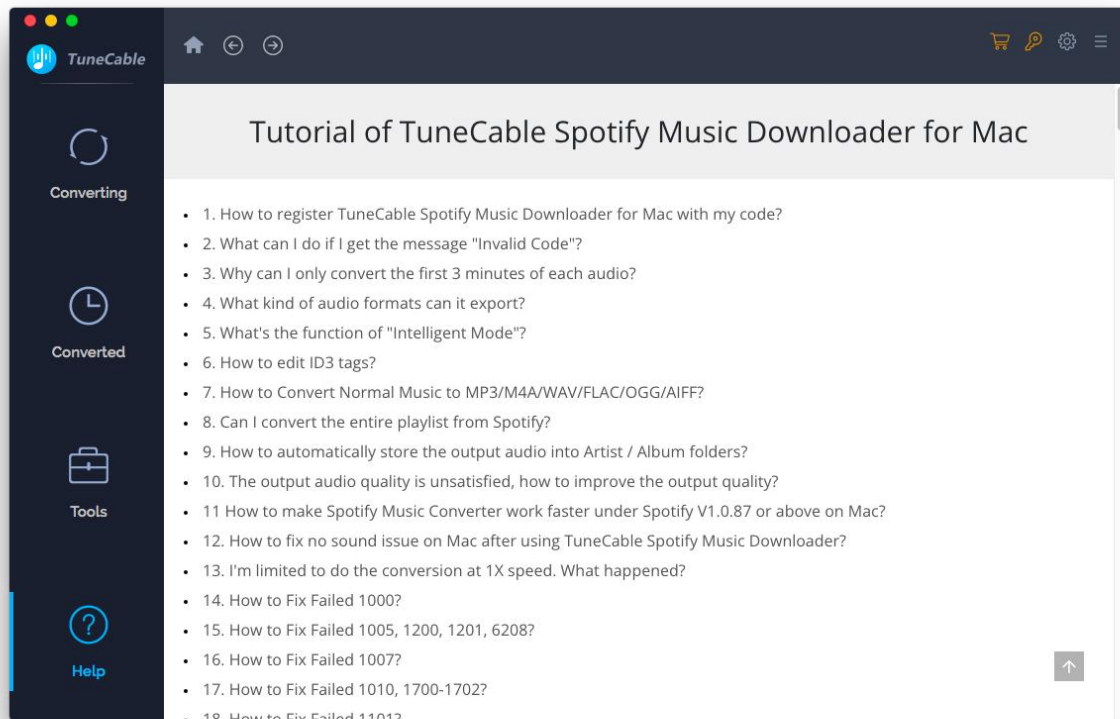 TuneCable
Tutorial of TuneCable Spotify Music Downloader for Mac
Converting
Converted
Tools
Help
• 1. How to register TuneCable Spotify Music Downloader for Mac with my code?
• 2. What can I do if I get the message "Invalid Code"?
• 3. Why can I only convert the first 3 minutes of each audio?
• 4. What kind of audio formats can it export?
• 5. What's the function of "Intelligent Mode"?
• 6. How to edit ID3 tags?
• 7. How to Convert Normal Music to MP3/M4A/WAV/FLAC/OGG/AIFF?
• 8. Can I convert the entire playlist from Spotify?
• 9. How to automatically store the output audio into Artist / Album folders?
• 10. The output audio quality is unsatisfied, how to improve the output quality?
• 11 How to make Spotify Music Converter work faster under Spotify V1.0.87 or above on Mac?
• 12. How to fix no sound issue on Mac after using TuneCable Spotify Music Downloader?
• 13. I'm limited to do the conversion at 1X speed. What happened?
• 14. How to Fix Failed 1000?
• 15. How to Fix Failed 1005, 1200, 1201, 6208?
• 16. How to Fix Failed 1007?
• 17. How to Fix Failed 1010, 1700-1702?
• 18. How to Fix Failed 1101?